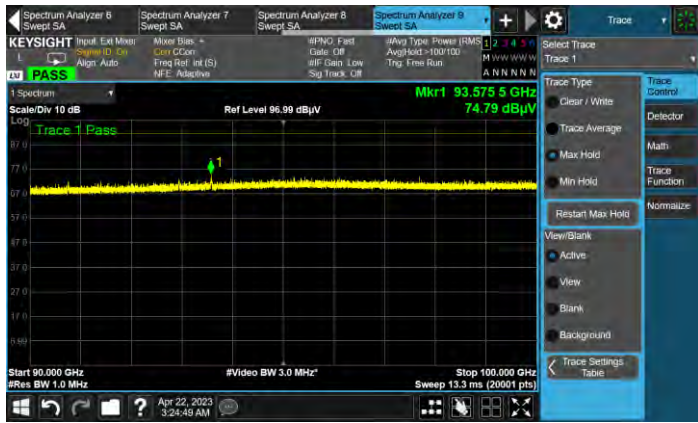 Spectrum Analyzer 6
Swept SA
Spectrum Analyzer 7
Swept SA
Spectrum Analyzer 8
Swept SA
Spectrum Analyzer 9
Swept SA
Trace
KEYSIGHT
LXI
PASS
Input: Ext Mixer
Signal ID: On
Align: Auto
Mixer Bias: +
Corr CCorr
Freq Ref: Int (S)
NFE: Adaptive
#PNO: Fast
Gate: Off
#IF Gain: Low
Sig Track: Off
#Avg Type: Power (RMS
Avg|Hold >100/100
Trig: Free Run
1 2 3 4 5 6
M W W W W W
A N N N N N
1 Spectrum
Scale/Div 10 dB
Log
Ref Level 96.99 dBµV
Mkr1 93.575 5 GHz
74.79 dBµV
Trace 1 Pass
1
87.0
77.0
67.0
57.0
47.0
37.0
27.0
17.0
6.99
Start 90.000 GHz
#Res BW 1.0 MHz
#Video BW 3.0 MHz*
Stop 100.000 GHz
Sweep 13.3 ms (20001 pts)
Select Trace
Trace 1
Trace Type
Clear / Write
Trace Average
Max Hold
Min Hold
Restart Max Hold
View/Blank
Active
View
Blank
Background
Trace Settings
Table
Trace
Control
Detector
Math
Trace
Function
Normalize
?
Apr 22, 2023
3:24:49 AM